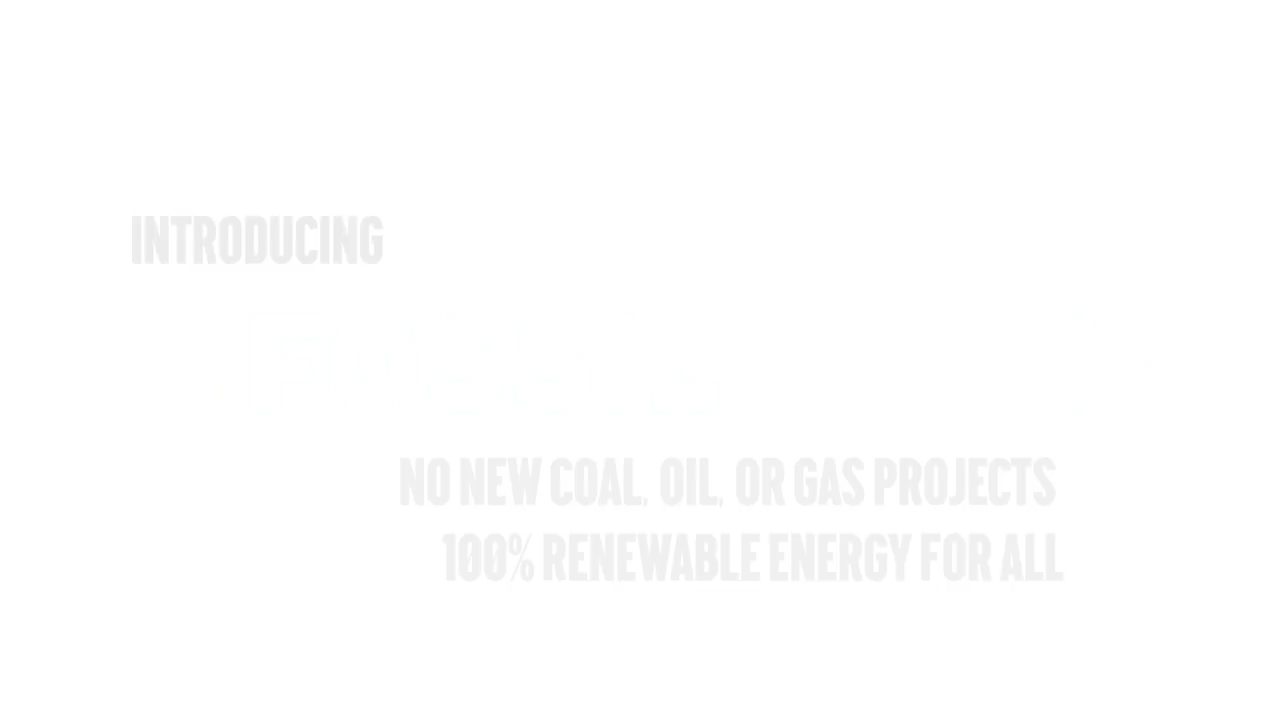 INTRODUCING
NO NEW COAL, OIL, OR GAS PROJECTS
100% RENEWABLE ENERGY FOR ALL